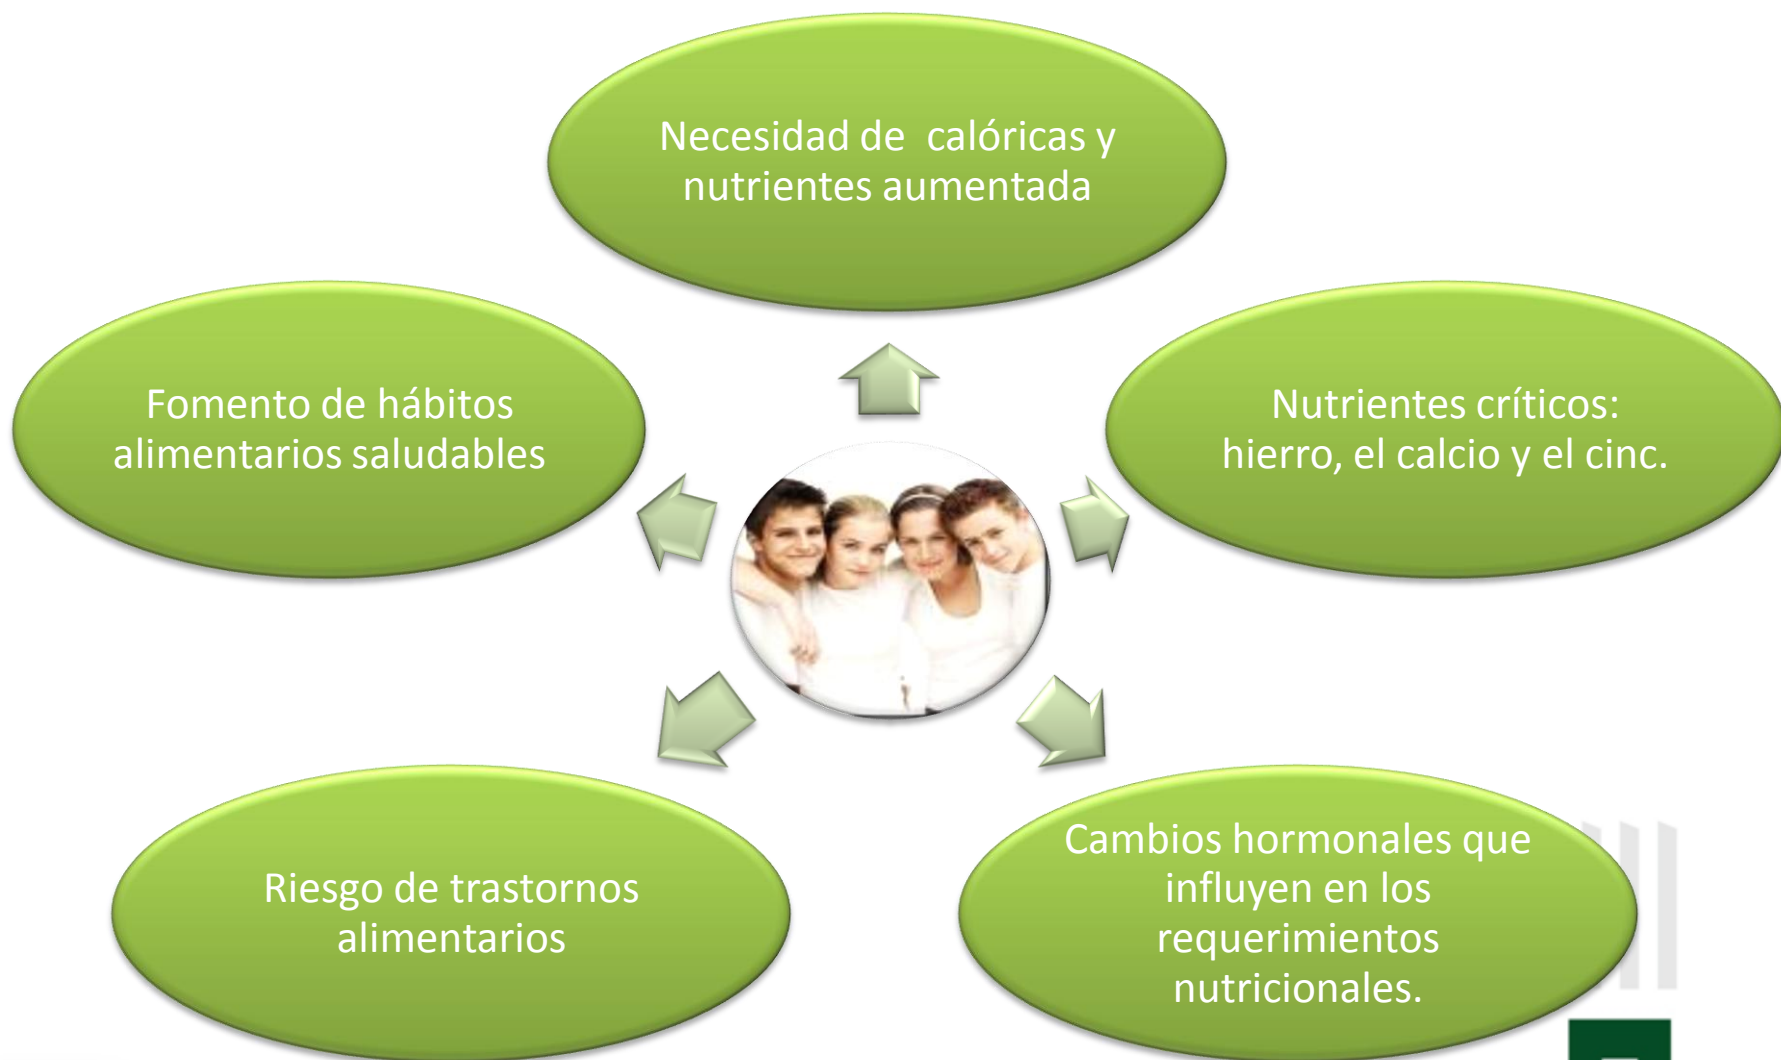 Necesidad de  calóricas y
nutrientes aumentada
Fomento de hábitos
alimentarios saludables
Nutrientes críticos:
hierro, el calcio y el cinc.
Riesgo de trastornos
alimentarios
Cambios hormonales que
influyen en los
requerimientos
nutricionales.